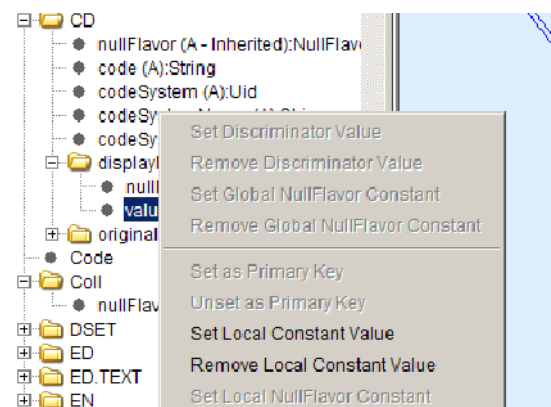 CD
nullFlavor (A - Inherited):NullFlav
code (A):String
codeSystem (A):Uid
codeSy
codeSy
displayl
null
valu
original
Code
Coll
nullFlav
DSET
ED
ED.TEXT
EN
Set Discriminator Value
Remove Discriminator Value
Set Global NullFlavor Constant
Remove Global NullFlavor Constant
Set as Primary Key
Unset as Primary Key
Set Local Constant Value
Remove Local Constant Value
Set Local NullFlavor Constant